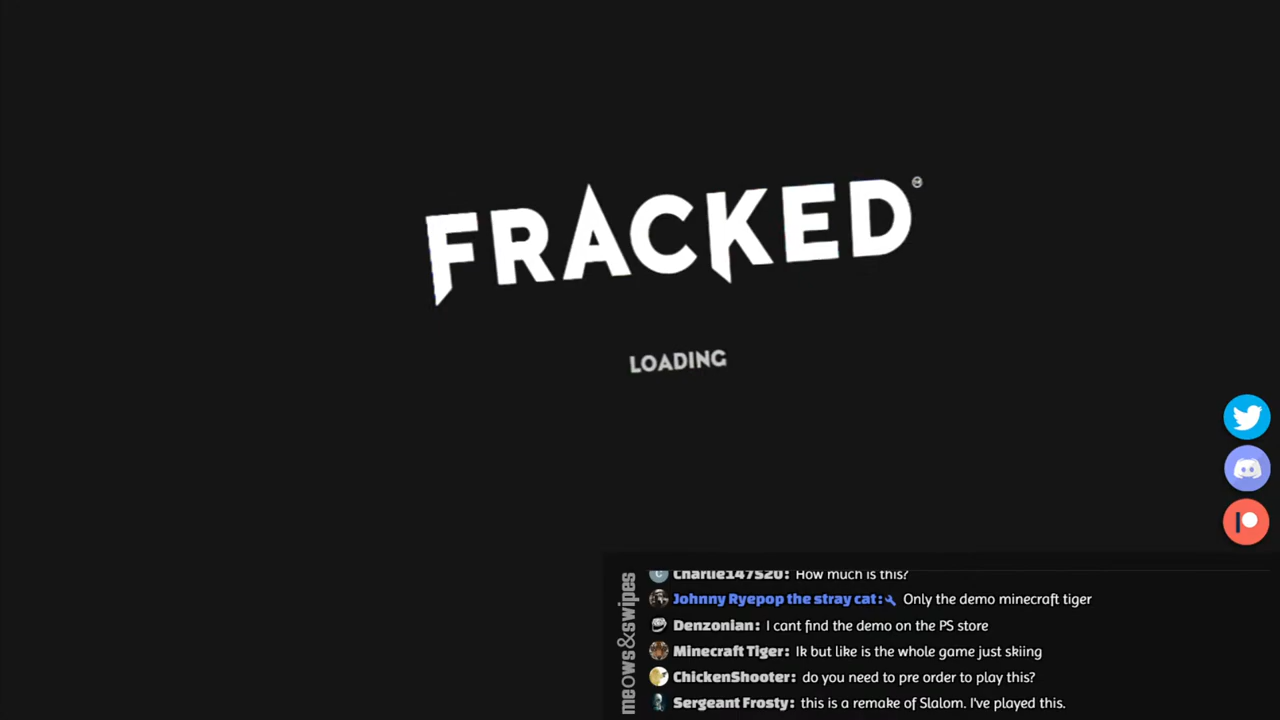 FRACKED
LOADING
meows&swipes
Charlie147520: How much is this?
Johnny Ryepop the stray cat: Only the demo minecraft tiger
Denzonian: I cant find the demo on the PS store
Minecraft Tiger: Ik but like is the whole game just skiing
ChickenShooter: do you need to pre order to play this?
Sergeant Frosty: this is a remake of Slalom. I've played this.